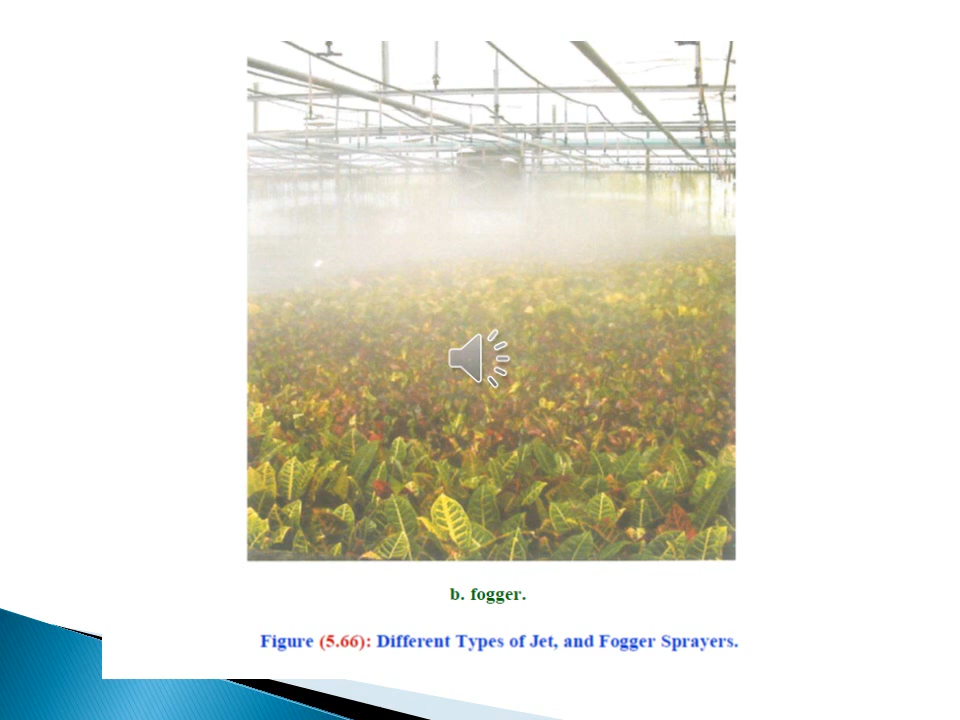 b. fogger.
Figure (5.66): Different Types of Jet, and Fogger Sprayers.